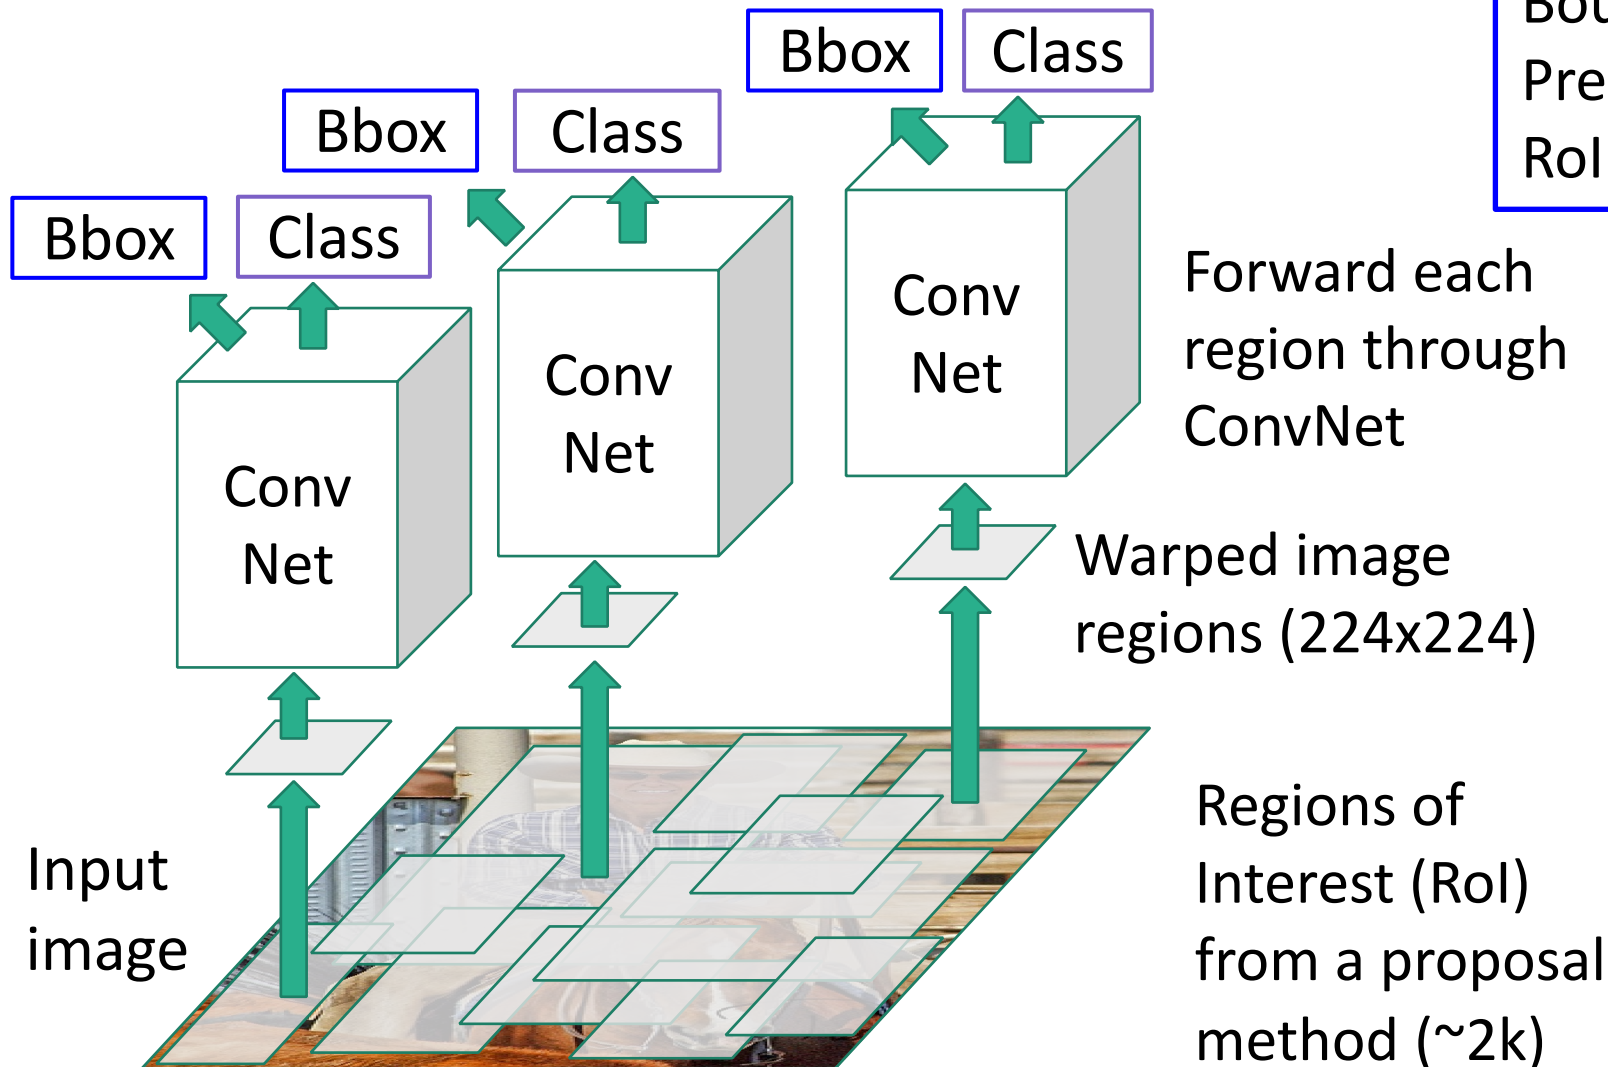 Bbox
Class
Bbox
Class
Bbox
Class
RoI
Conv
Net
Conv
Net
Conv
Net
Forward each
region through
ConvNet
Warped image
regions (224x224)
Input
image
Regions of
Interest (RoI)
from a proposal
method (~2k)